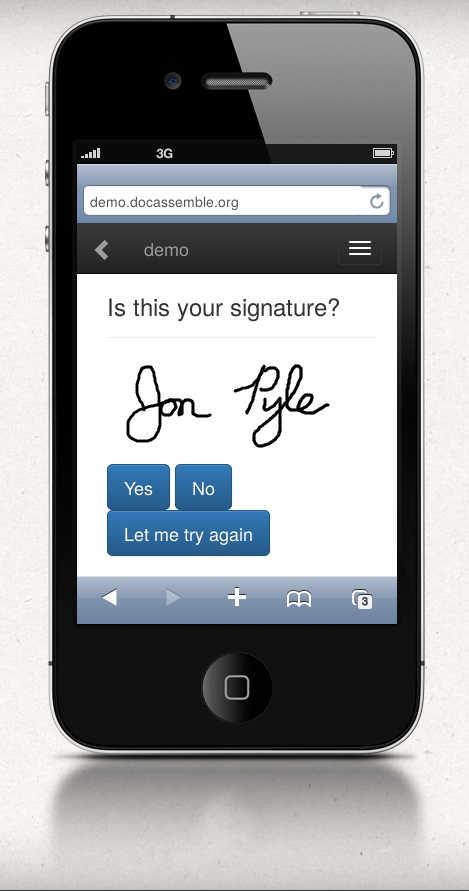 3G
demo.docassemble.org
demo
Is this your signature?
Jon Pyle
Yes No
Let me try again
3